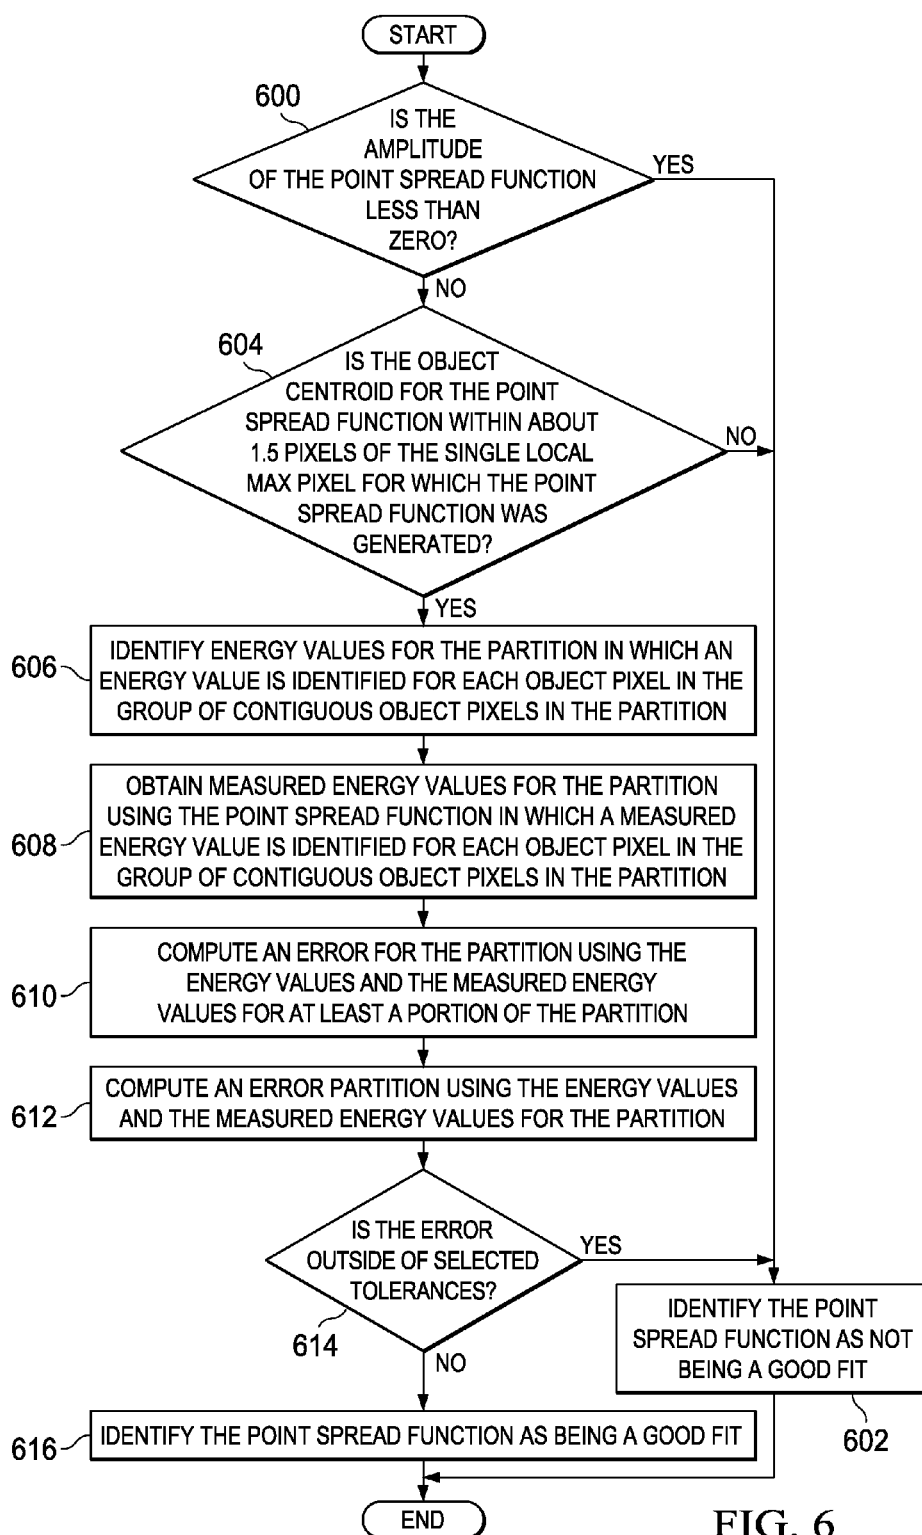 START
600
IS THE
AMPLITUDE
OF THE POINT SPREAD FUNCTION
LESS THAN
ZERO?
YES
NO
604
IS THE OBJECT
CENTROID FOR THE POINT
SPREAD FUNCTION WITHIN ABOUT
1.5 PIXELS OF THE SINGLE LOCAL
MAX PIXEL FOR WHICH THE POINT
SPREAD FUNCTION WAS
GENERATED?
NO
YES
606
IDENTIFY ENERGY VALUES FOR THE PARTITION IN WHICH AN
ENERGY VALUE IS IDENTIFIED FOR EACH OBJECT PIXEL IN THE
GROUP OF CONTIGUOUS OBJECT PIXELS IN THE PARTITION
608
OBTAIN MEASURED ENERGY VALUES FOR THE PARTITION
USING THE POINT SPREAD FUNCTION IN WHICH A MEASURED
ENERGY VALUE IS IDENTIFIED FOR EACH OBJECT PIXEL IN THE
GROUP OF CONTIGUOUS OBJECT PIXELS IN THE PARTITION
610
COMPUTE AN ERROR FOR THE PARTITION USING THE
ENERGY VALUES AND THE MEASURED ENERGY
VALUES FOR AT LEAST A PORTION OF THE PARTITION
612
COMPUTE AN ERROR PARTITION USING THE ENERGY VALUES
AND THE MEASURED ENERGY VALUES FOR THE PARTITION
IS THE ERROR
OUTSIDE OF SELECTED
TOLERANCES?
YES
614
NO
IDENTIFY THE POINT
SPREAD FUNCTION AS NOT
BEING A GOOD FIT
602
616
IDENTIFY THE POINT SPREAD FUNCTION AS BEING A GOOD FIT
END
FIG. 6